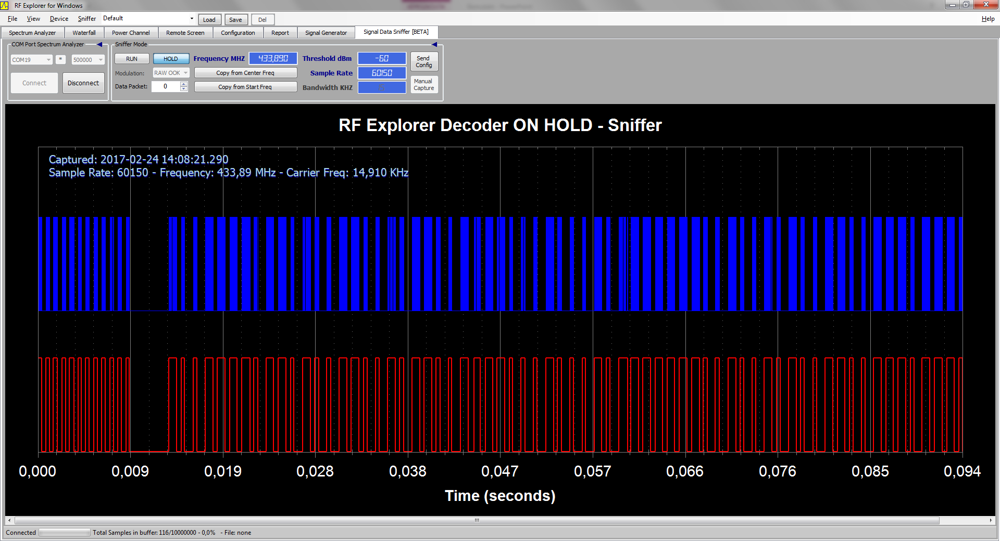 RF Explorer for Windows
File View Device Sniffer Default Load Save Del Help
Spectrum Analyzer Waterfall Power Channel Remote Screen Configuration Report Signal Generator Signal Data Sniffer [BETA]
COM Port Spectrum Analyzer
COM19 * 500000
Connect Disconnect
Sniffer Mode
RUN HOLD Frequency MHZ 433,890 Threshold dBm -60 Send Config
Modulation: RAW OOK Copy from Center Freq Sample Rate 60150
Data Packet: 0 Copy from Start Freq Bandwidth KHZ Manual Capture
RF Explorer Decoder ON HOLD - Sniffer
Captured: 2017-02-24 14:08:21.290
Sample Rate: 60150 - Frequency: 433,89 MHz - Carrier Freq: 14,910 KHz
0,000 0,009 0,019 0,028 0,038 0,047 0,057 0,066 0,076 0,085 0,094
Time (seconds)
Connected Total Samples in buffer: 116/10000000 - 0,0% - File: none